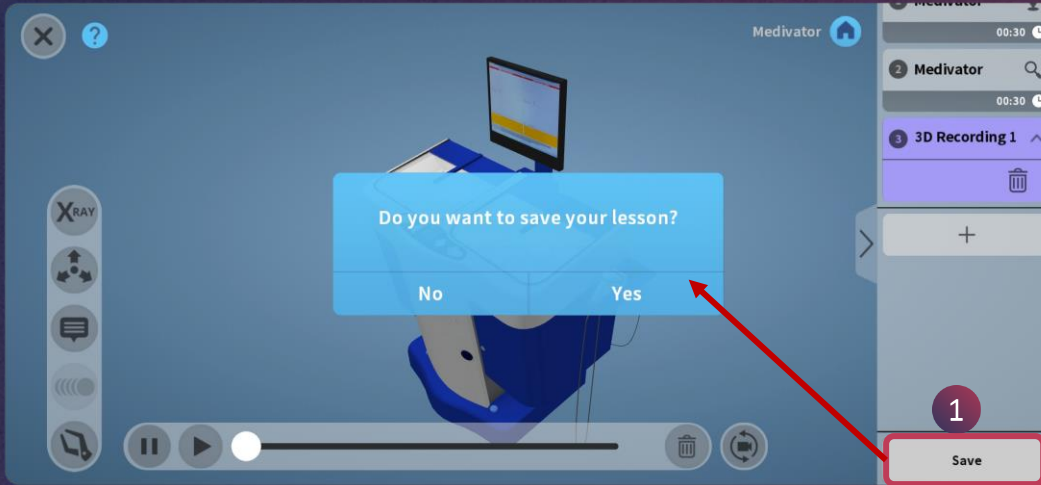 ?
Medivator
Medivator
00:30
2 Medivator
00:30
3 3D Recording 1
XRAY
Do you want to save your lesson?
No
Yes
+
1
Save